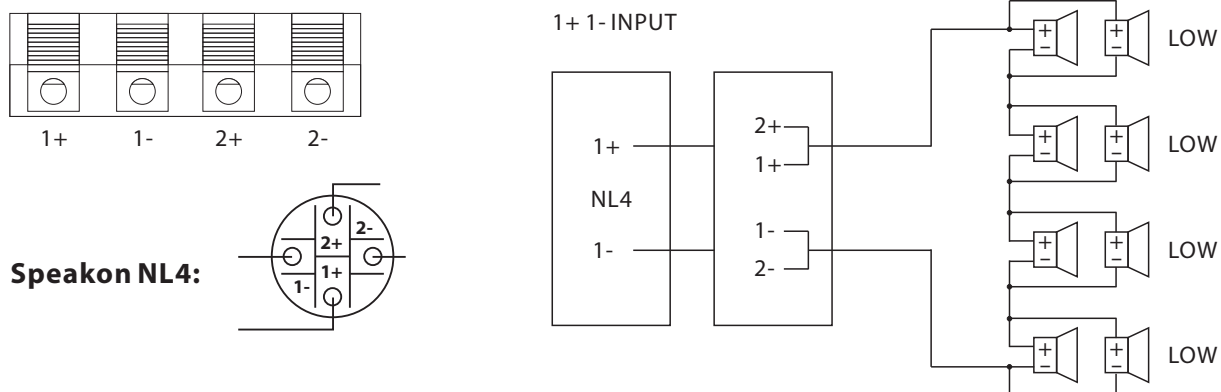 1+ 1- 2+ 2-
Speakon NL4:
2+ 2-
1- 1+
1+ 1- INPUT
1+
NL4
1-
2+
1+
1-
2-
+ + LOW
- -
+ + LOW
- -
+ + LOW
- -
+ + LOW
- -